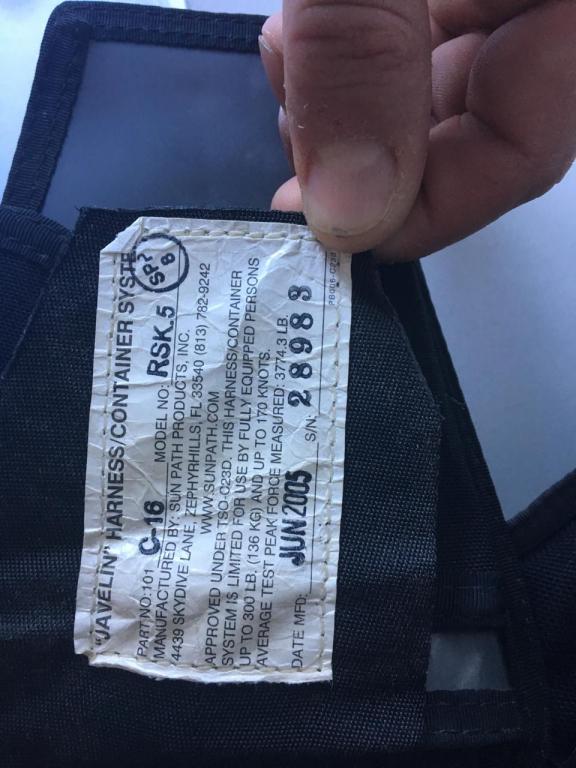 "JAVELIN" HARNESS/CONTAINER SYSTE
PART NO: 101 C-16 MODEL NO: RSK.5
SP7
8
MANUFACTURED BY: SUN PATH PRODUCTS, INC.
4439 SKYDIVE LANE, ZEPHYRHILLS, FL 33540 (813) 782-9242
WWW.SUNPATH.COM
APPROVED UNDER TSO-C23D. THIS HARNESS/CONTAINER
SYSTEM IS LIMITED FOR USE BY FULLY EQUIPPED PERSONS
UP TO 300 LB. (136 KG) AND UP TO 170 KNOTS.
AVERAGE TEST PEAK FORCE MEASURED: 3774.3 LB.
DATE MFD: JUN 2005 S/N: 28983